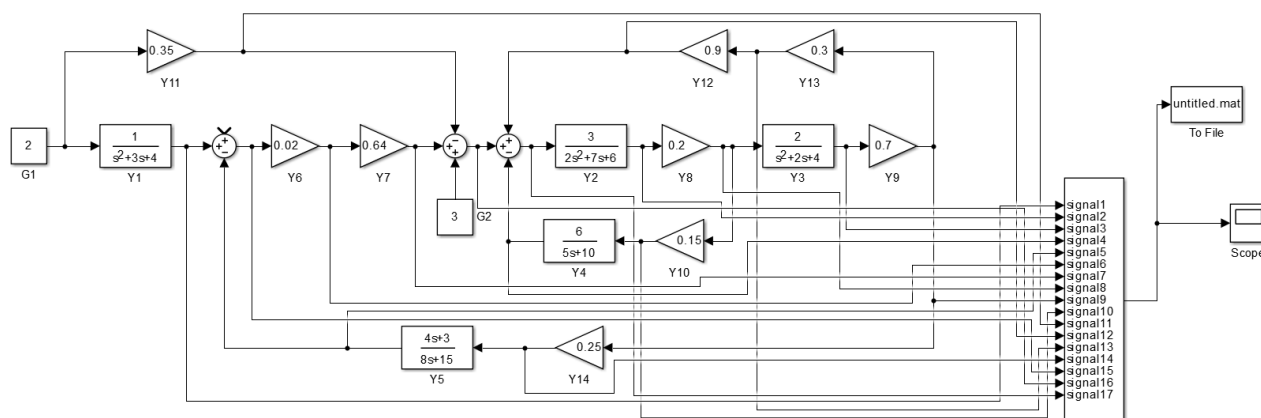 0.35
Y11
0.9
Y12
0.3
Y13
untitled.mat
To File
2
G1
1
s²+3s+4
Y1
+
+
−
0.02
Y6
0.64
Y7
−
+
+
3
G2
+
+
−
3
2s²+7s+6
Y2
0.2
Y8
2
s²+2s+4
Y3
0.7
Y9
6
5s+10
Y4
0.15
Y10
4s+3
8s+15
Y5
0.25
Y14
signal1
signal2
signal3
signal4
signal5
signal6
signal7
signal8
signal9
signal10
signal11
signal12
signal13
signal14
signal15
signal16
signal17
Scope